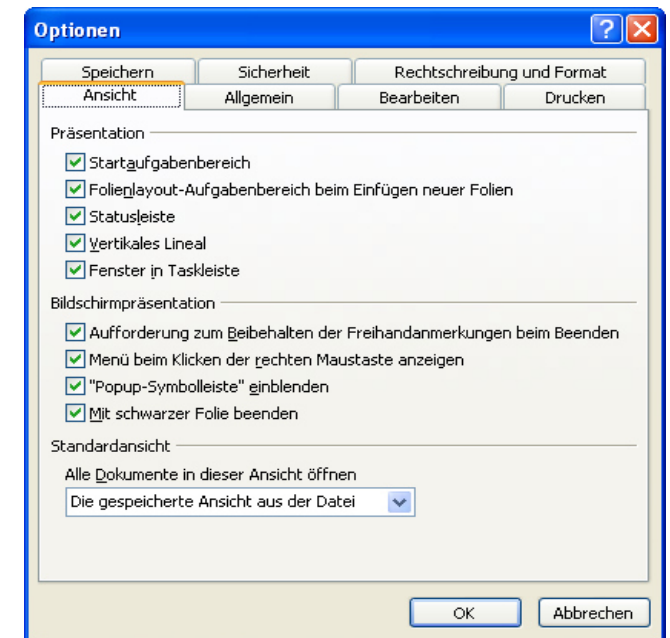 Optionen
Speichern Sicherheit Rechtschreibung und Format
Ansicht Allgemein Bearbeiten Drucken
Präsentation
Startaufgabenbereich
Folienlayout-Aufgabenbereich beim Einfügen neuer Folien
Statusleiste
Vertikales Lineal
Fenster in Taskleiste
Bildschirmpräsentation
Aufforderung zum Beibehalten der Freihandanmerkungen beim Beenden
Menü beim Klicken der rechten Maustaste anzeigen
"Popup-Symbolleiste" einblenden
Mit schwarzer Folie beenden
Standardansicht
Alle Dokumente in dieser Ansicht öffnen
Die gespeicherte Ansicht aus der Datei
OK Abbrechen